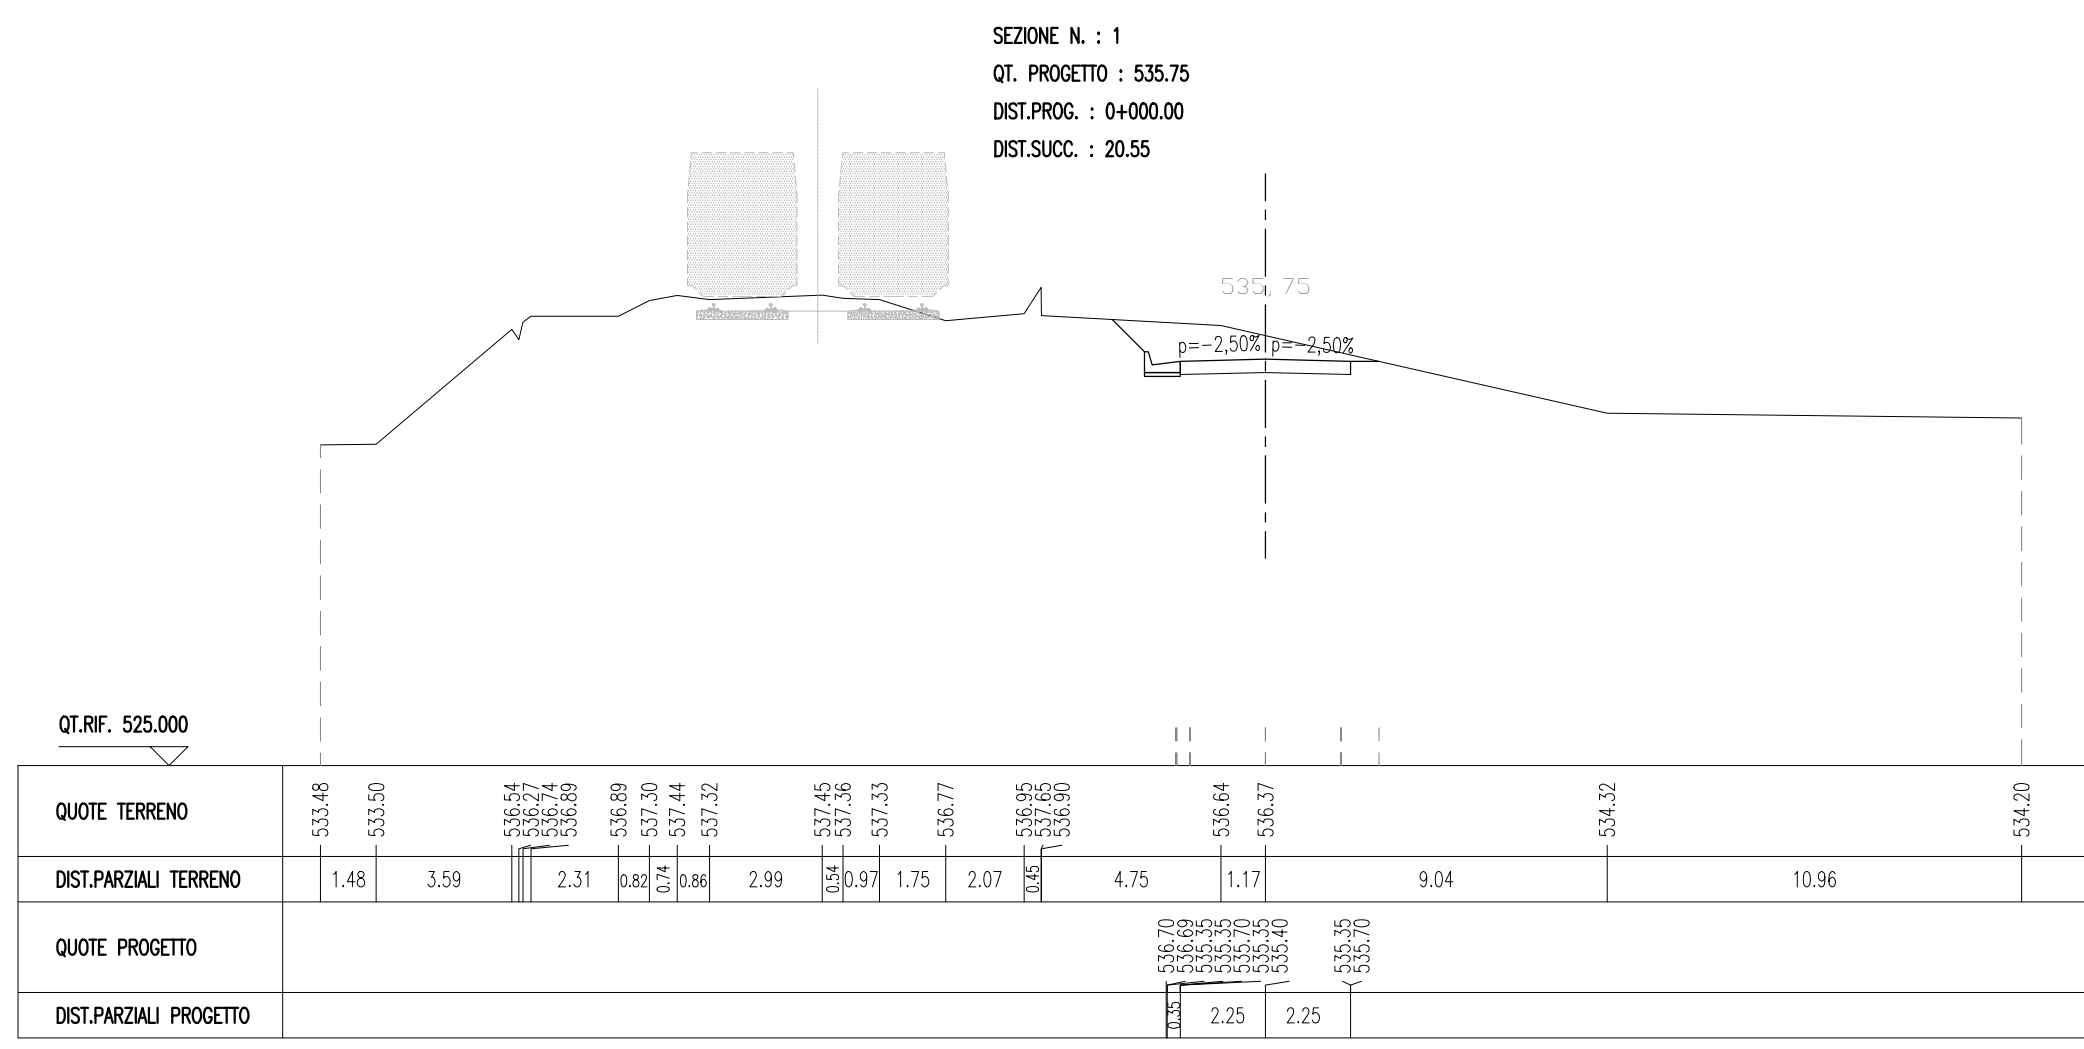 SEZIONE N. : 1
QT. PROGETTO : 535.75
DIST.PROG. : 0+000.00
DIST.SUCC. : 20.55
535,75
p=-2,50% p=-2,50%
QT.RIF. 525.000
QUOTE TERRENO 533.48 533.50 536.54 536.27 536.74 536.89 536.89 537.30 537.44 537.32 537.45 537.36 537.33 536.77 536.95 537.65 536.90 536.64 536.37 534.32 534.20
DIST.PARZIALI TERRENO 1.48 3.59 2.31 0.82 0.74 0.86 2.99 0.54 0.97 1.75 2.07 0.45 4.75 1.17 9.04 10.96
QUOTE PROGETTO 536.70 536.69 535.35 535.35 535.70 535.35 535.40 535.35 535.70
DIST.PARZIALI PROGETTO 0.35 2.25 2.25